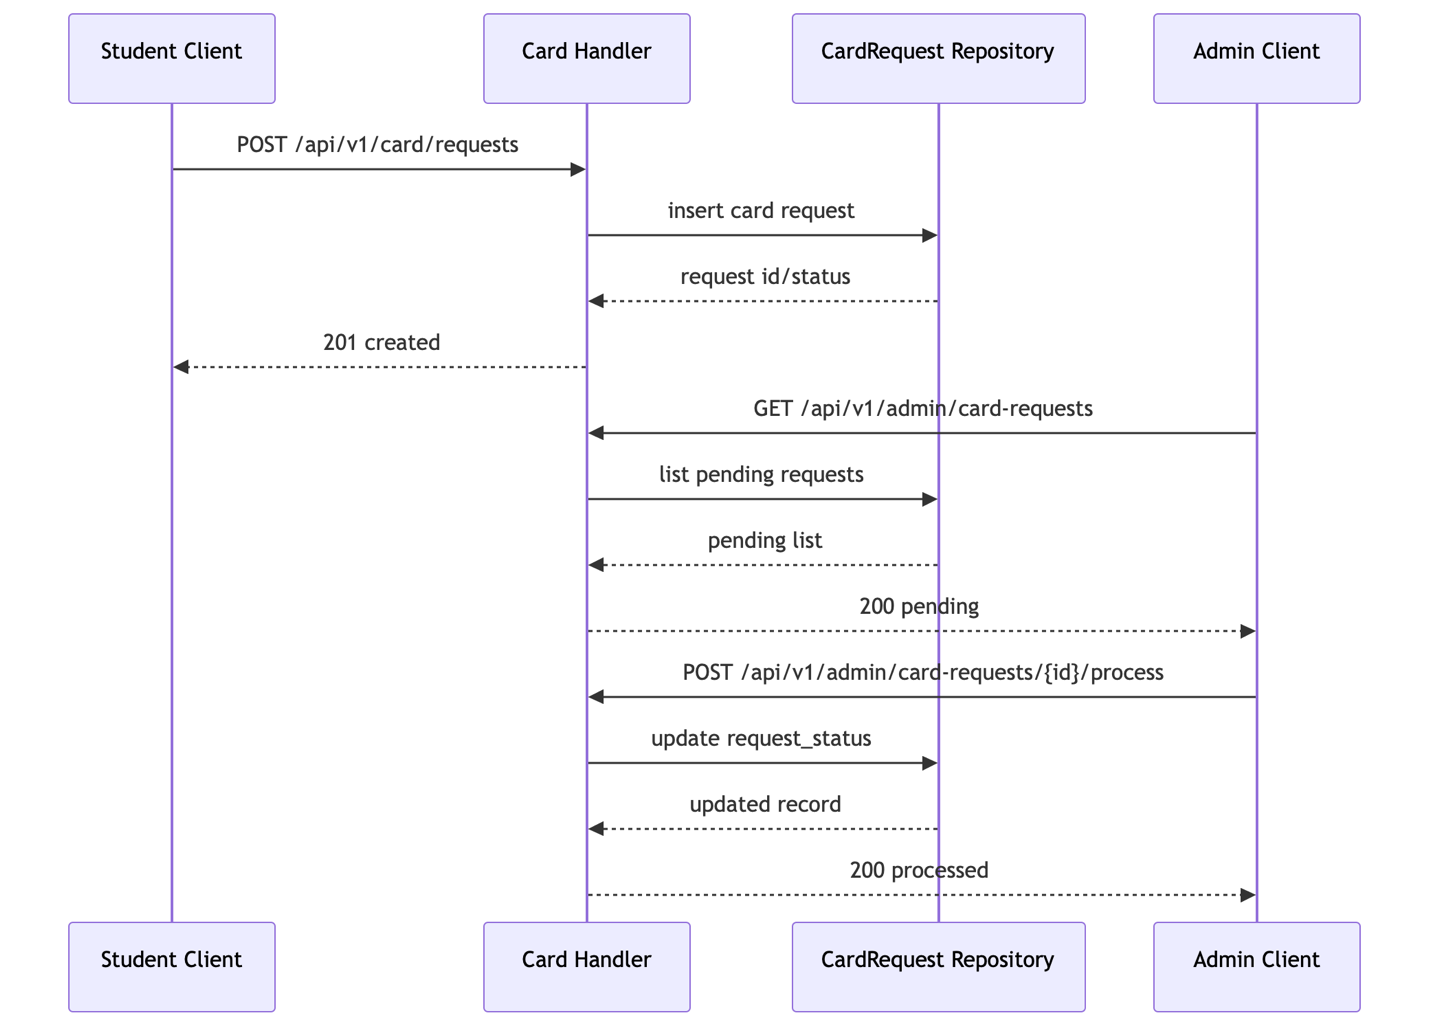 Student Client
Card Handler
CardRequest Repository
Admin Client
POST /api/v1/card/requests
insert card request
request id/status
201 created
GET /api/v1/admin/card-requests
list pending requests
pending list
200 pending
POST /api/v1/admin/card-requests/{id}/process
update request_status
updated record
200 processed
Student Client
Card Handler
CardRequest Repository
Admin Client